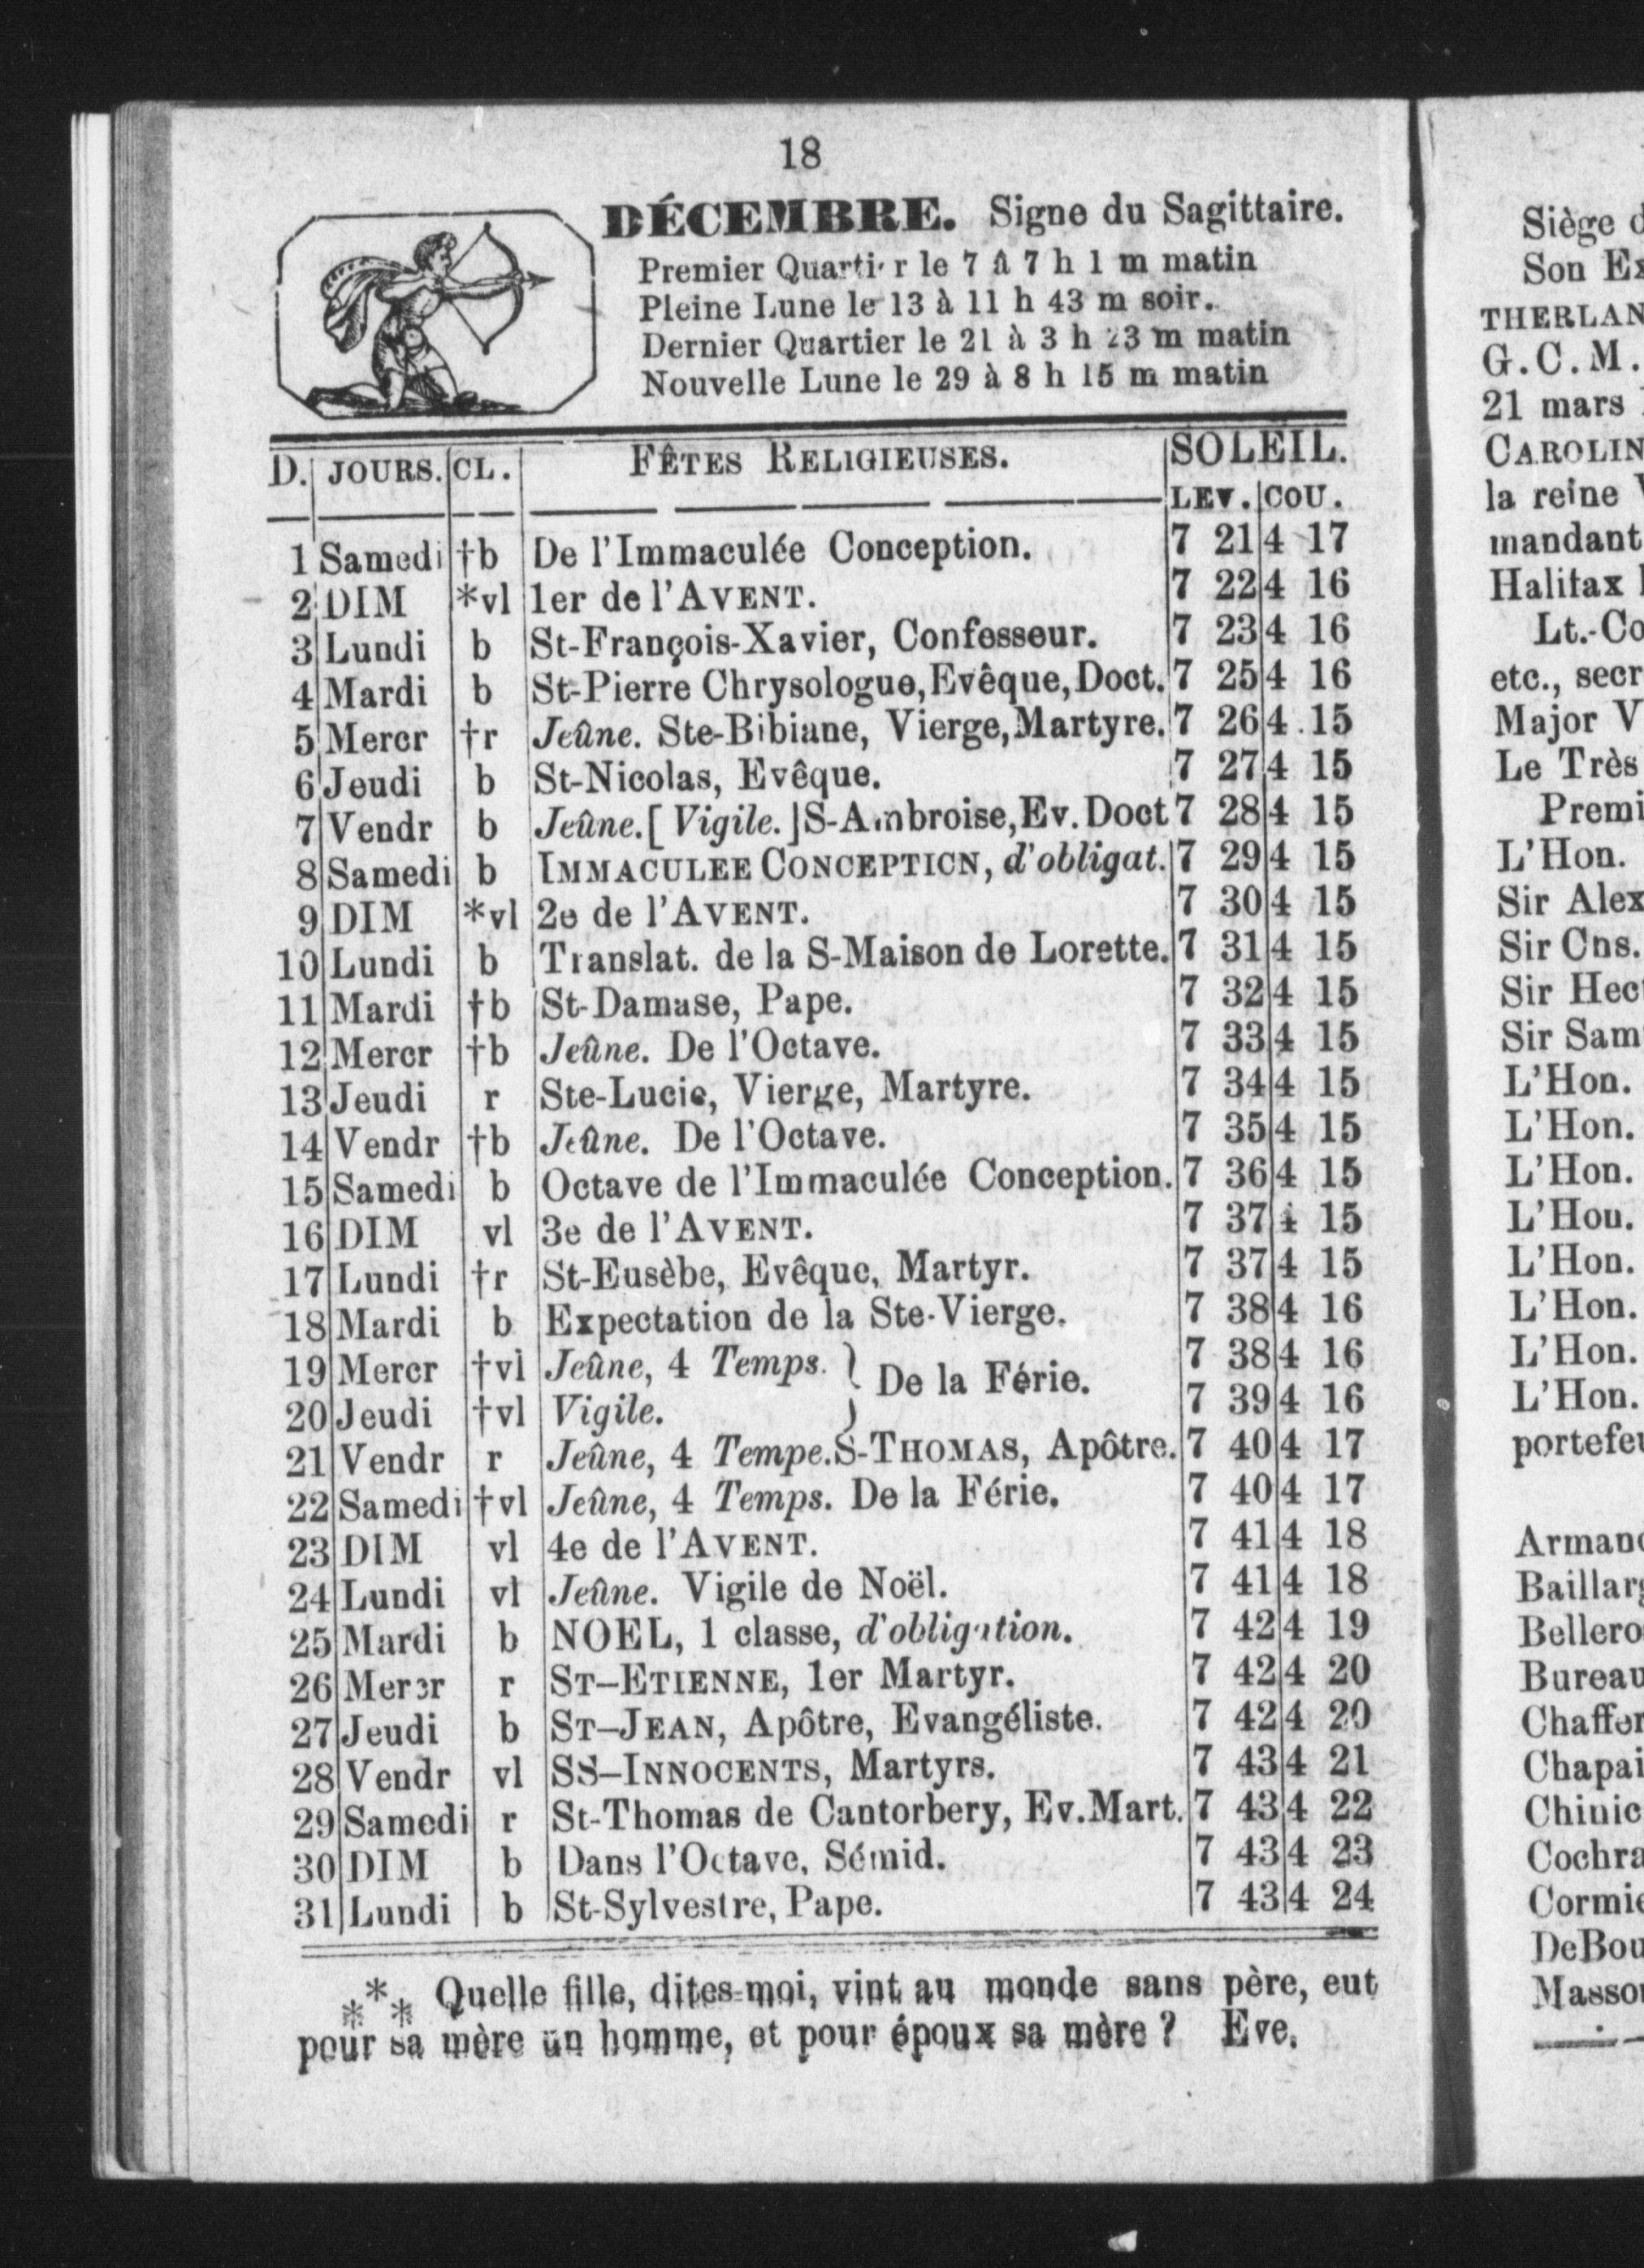 18
DÉCEMBRE. Signe du Sagittaire.
Premier Quartier le 7 à 7 h 1 m matin
Pleine Lune le 13 à 11 h 43 m soir.
Dernier Quartier le 21 à 3 h 23 m matin
Nouvelle Lune le 29 à 8 h 15 m matin
D. JOURS. CL. FÊTES RELIGIEUSES. SOLEIL.
LEV. COU.
1 Samedi †b De l'Immaculée Conception. 7 21 4 17
2 DIM *vl 1er de l'AVENT. 7 22 4 16
3 Lundi b St-François-Xavier, Confesseur. 7 23 4 16
4 Mardi b St-Pierre Chrysologue, Evêque, Doct. 7 25 4 16
5 Mercr †r Jeûne. Ste-Bibiane, Vierge, Martyre. 7 26 4 15
6 Jeudi b St-Nicolas, Evêque. 7 27 4 15
7 Vendr b Jeûne. [Vigile.] S-Ambroise, Ev. Doct 7 28 4 15
8 Samedi b IMMACULEE CONCEPTION, d'obligat. 7 29 4 15
9 DIM *vl 2e de l'AVENT. 7 30 4 15
10 Lundi b Translat. de la S-Maison de Lorette. 7 31 4 15
11 Mardi †b St-Damase, Pape. 7 32 4 15
12 Mercr †b Jeûne. De l'Octave. 7 33 4 15
13 Jeudi r Ste-Lucie, Vierge, Martyre. 7 34 4 15
14 Vendr †b Jeûne. De l'Octave. 7 35 4 15
15 Samedi b Octave de l'Immaculée Conception. 7 36 4 15
16 DIM vl 3e de l'AVENT. 7 37 4 15
17 Lundi †r St-Eusèbe, Evêque, Martyr. 7 37 4 15
18 Mardi b Expectation de la Ste-Vierge. 7 38 4 16
19 Mercr †vl Jeûne, 4 Temps. } De la Férie. 7 38 4 16
20 Jeudi †vl Vigile. } 7 39 4 16
21 Vendr r Jeûne, 4 Tempe. S-THOMAS, Apôtre. 7 40 4 17
22 Samedi †vl Jeûne, 4 Temps. De la Férie. 7 40 4 17
23 DIM vl 4e de l'AVENT. 7 41 4 18
24 Lundi vl Jeûne. Vigile de Noël. 7 41 4 18
25 Mardi b NOEL, 1 classe, d'obligation. 7 42 4 19
26 Mercr r ST-ETIENNE, 1er Martyr. 7 42 4 20
27 Jeudi b ST-JEAN, Apôtre, Evangéliste. 7 42 4 20
28 Vendr vl SS-INNOCENTS, Martyrs. 7 43 4 21
29 Samedi r St-Thomas de Cantorbery, Ev. Mart. 7 43 4 22
30 DIM b Dans l'Octave, Sémid. 7 43 4 23
31 Lundi b St-Sylvestre, Pape. 7 43 4 24
*** Quelle fille, dites-moi, vint au monde sans père, eut
pour sa mère un homme, et pour époux sa mère ? Eve.
Siège
Son
THERLAN
G.C.M.
21 mars
CAROLIN
la reine
mandant
Halifax
Lt.-Co
etc., secr
Major V
Le Très
Premi
L'Hon.
Sir Alex
Sir Chs.
Sir Hec
Sir Sam
L'Hon.
L'Hon.
L'Hon.
L'Hou.
L'Hon.
L'Hon.
L'Hon.
L'Hon.
portefeu
Armand
Baillarg
Bellero
Bureau
Chaffer
Chapai
Chinic
Cochra
Cormie
DeBou
Masson